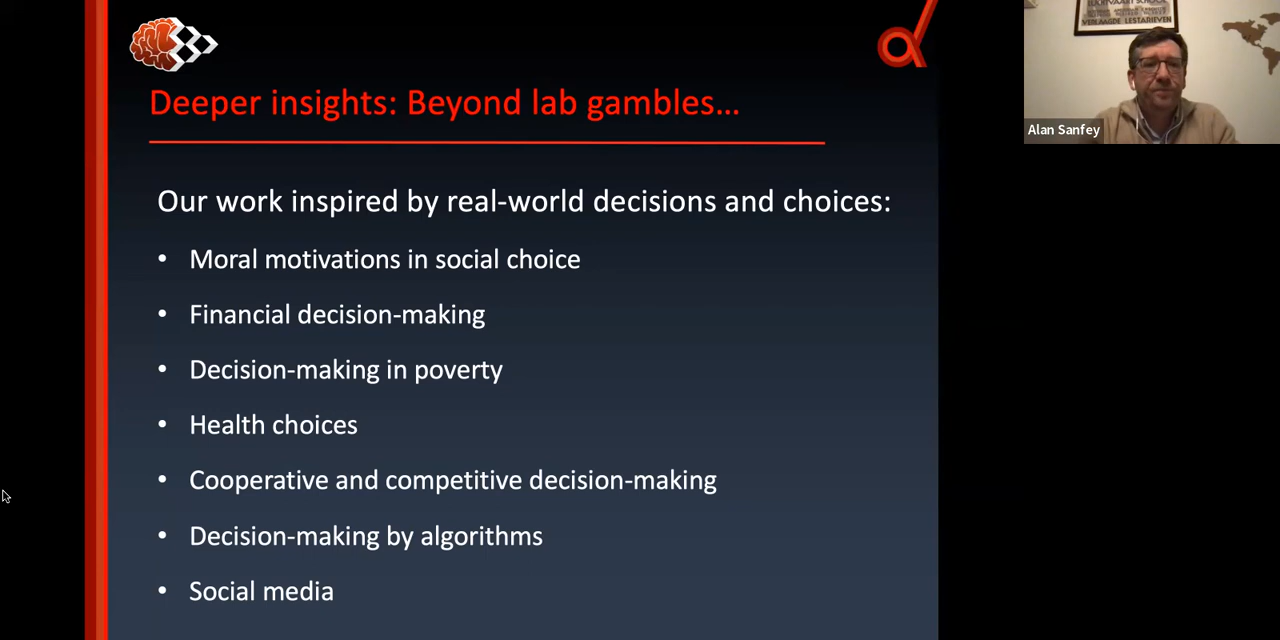 Deeper insights: Beyond lab gambles...
Our work inspired by real-world decisions and choices:
• Moral motivations in social choice
• Financial decision-making
• Decision-making in poverty
• Health choices
• Cooperative and competitive decision-making
• Decision-making by algorithms
• Social media
VERLAAGDE LESTARIEVEN
Alan Sanfey